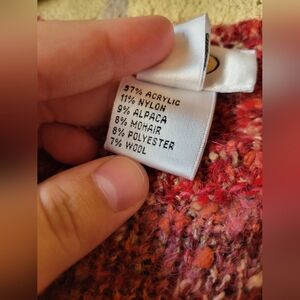 57% ACRYLIC
11% NYLON
9% ALPACA
8% MOHAIR
8% POLYESTER
7% WOOL